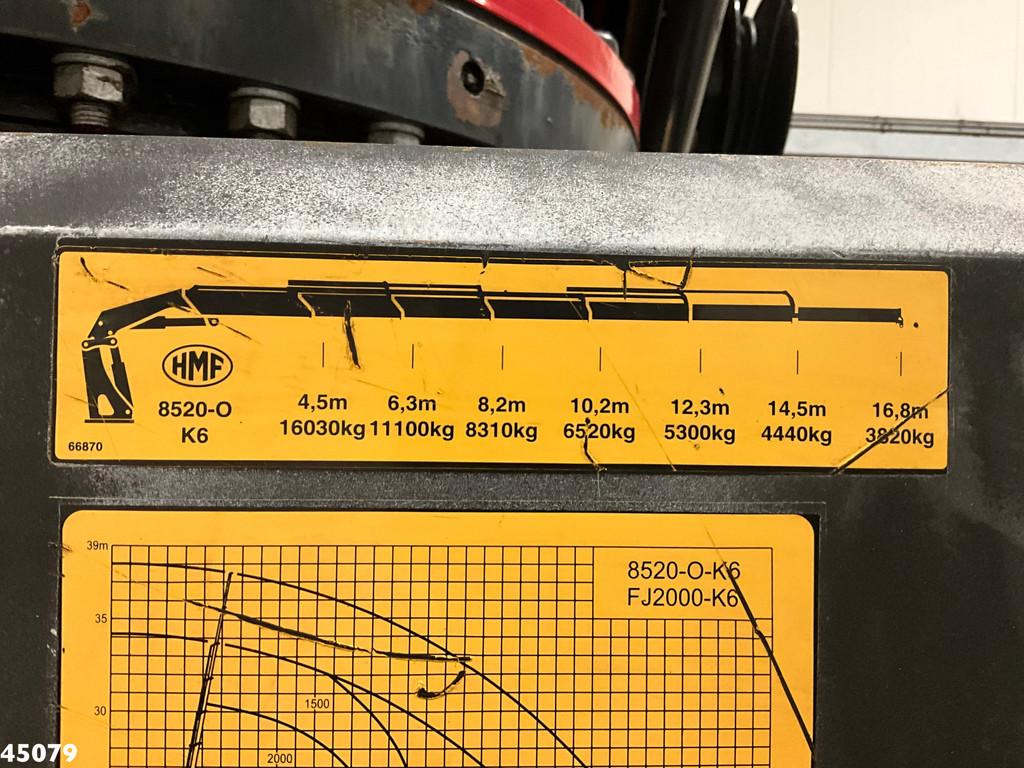 HMF
8520-O
K6
66870
4,5m 6,3m 8,2m 10,2m 12,3m 14,5m 16,8m
16030kg 11100kg 8310kg 6520kg 5300kg 4440kg 3820kg
39m
8520-O-K6
FJ2000-K6
35
30
1500
2000
45079